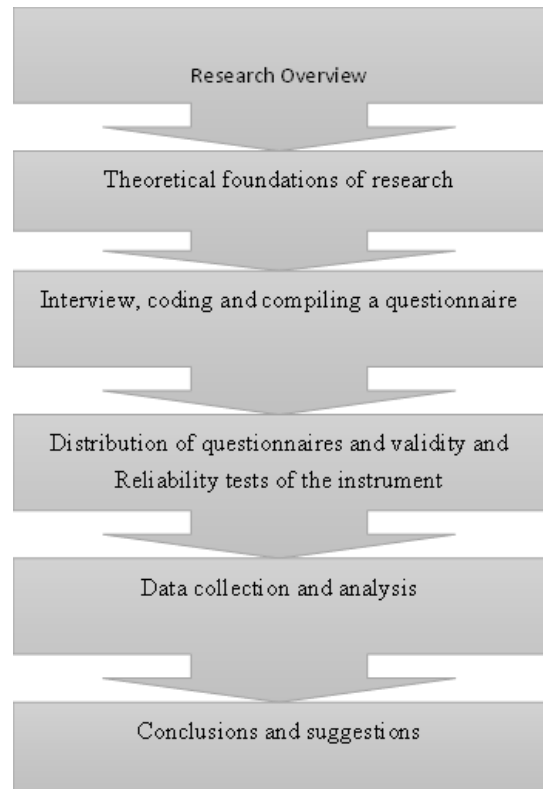 Research Overview
Theoretical foundations of research
Interview, coding and compiling a questionnaire
Distribution of questionnaires and validity and
Reliability tests of the instrument
Data collection and analysis
Conclusions and suggestions